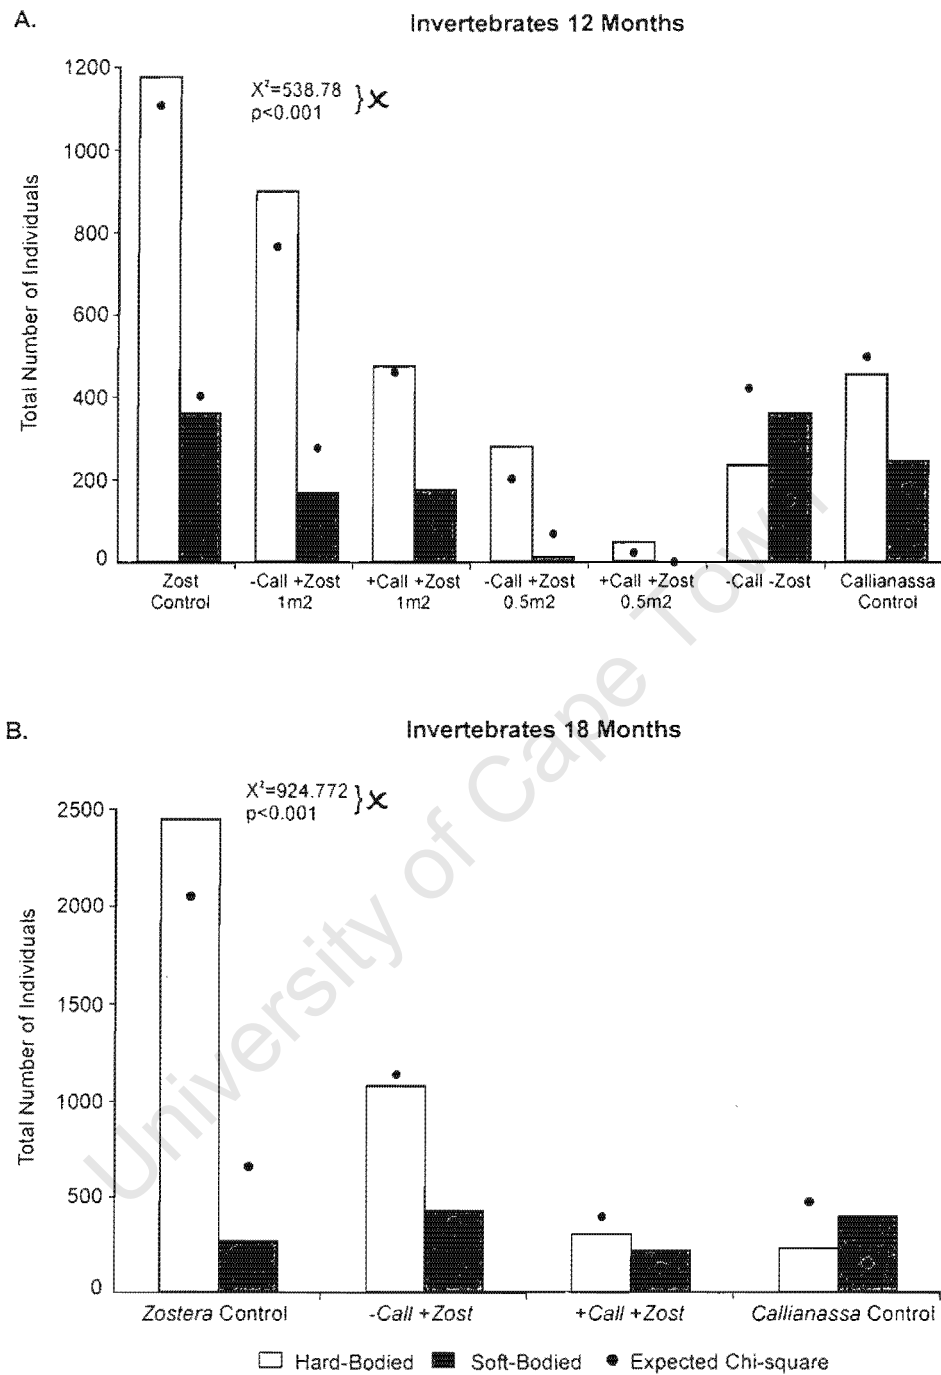 A.
Invertebrates 12 Months
X²=538.78
p<0.001 } x
Total Number of Individuals
1200
1000
800
600
400
200
0
Zost Control
-Call +Zost 1m2
+Call +Zost 1m2
-Call +Zost 0.5m2
+Call +Zost 0.5m2
-Call -Zost
Callianassa Control
University of Cape Town
B.
Invertebrates 18 Months
X²=924.772
p<0.001 } x
Total Number of Individuals
2500
2000
1500
1000
500
0
Zostera Control
-Call +Zost
+Call +Zost
Callianassa Control
Hard-Bodied Soft-Bodied Expected Chi-square